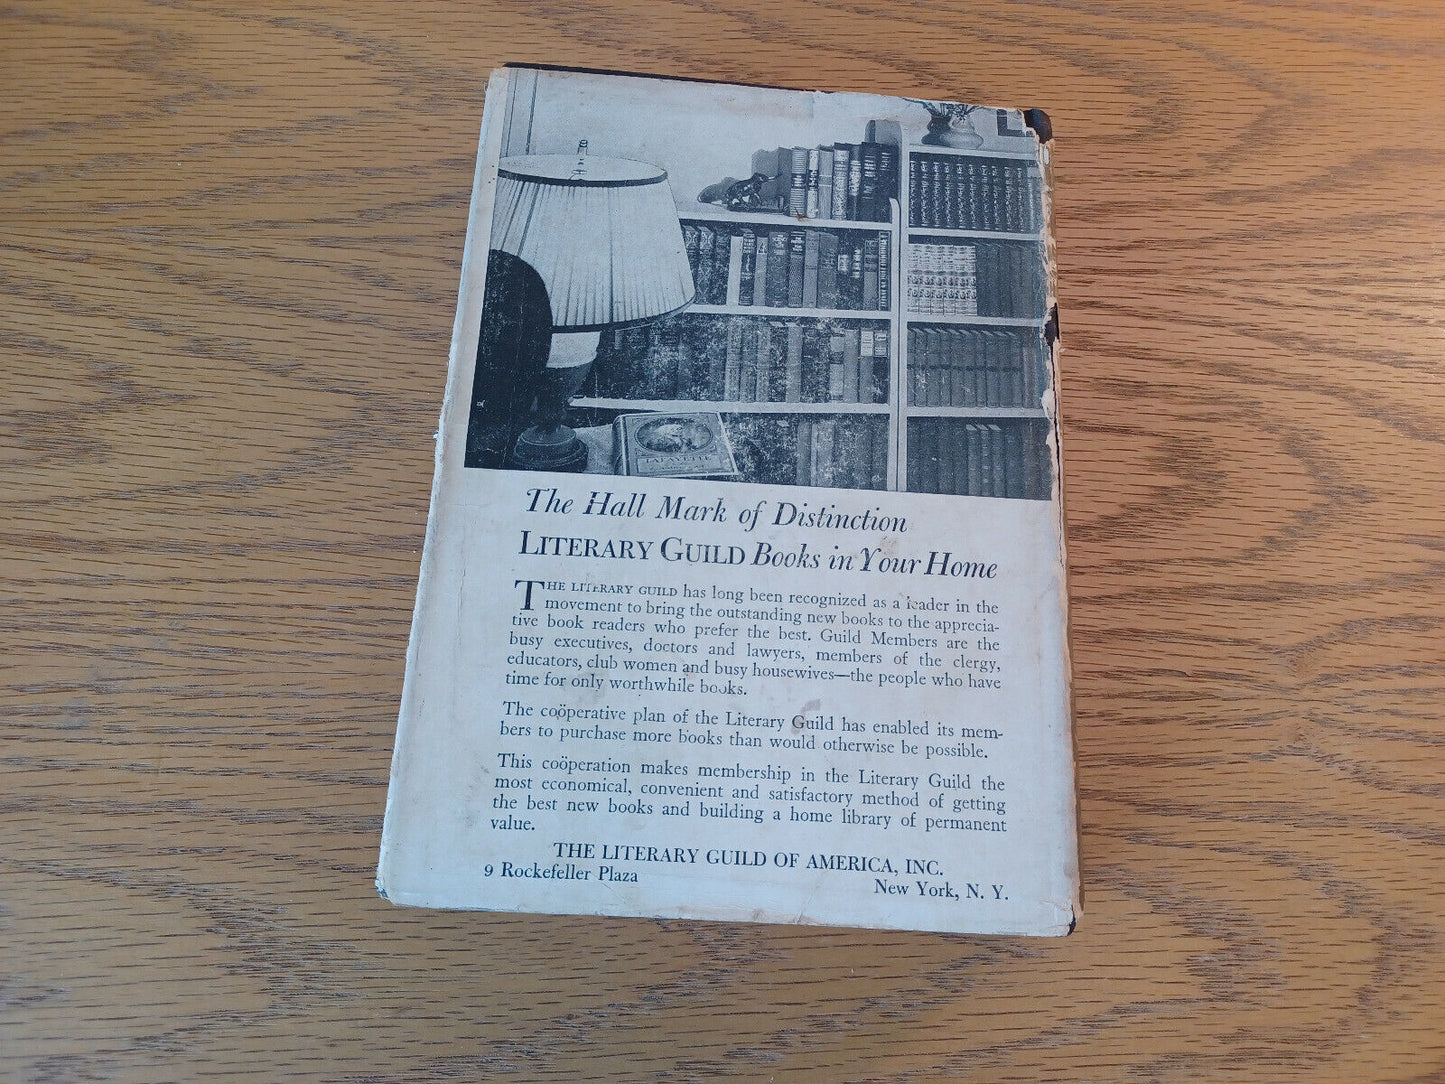 LAFAYETTE
The Hall Mark of Distinction
LITERARY GUILD Books in Your Home
THE LITERARY GUILD has long been recognized as a leader in the
movement to bring the outstanding new books to the apprecia-
tive book readers who prefer the best. Guild Members are the
busy executives, doctors and lawyers, members of the clergy,
educators, club women and busy housewives—the people who have
time for only worthwhile books.
The coöperative plan of the Literary Guild has enabled its mem-
bers to purchase more books than would otherwise be possible.
This coöperation makes membership in the Literary Guild the
most economical, convenient and satisfactory method of getting
the best new books and building a home library of permanent
value.
THE LITERARY GUILD OF AMERICA, INC.
9 Rockefeller Plaza
New York, N. Y.